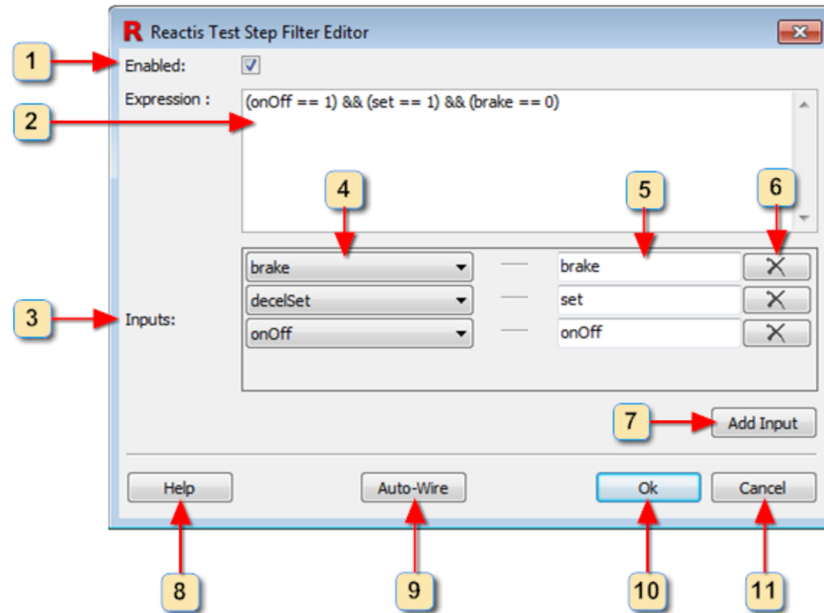 R Reactis Test Step Filter Editor
1 Enabled:
Expression : (onOff == 1) && (set == 1) && (brake == 0)
2
4 5 6
brake brake
decelSet set
3 Inputs:
onOff onOff
7 Add Input
Help Auto-Wire Ok Cancel
8 9 10 11